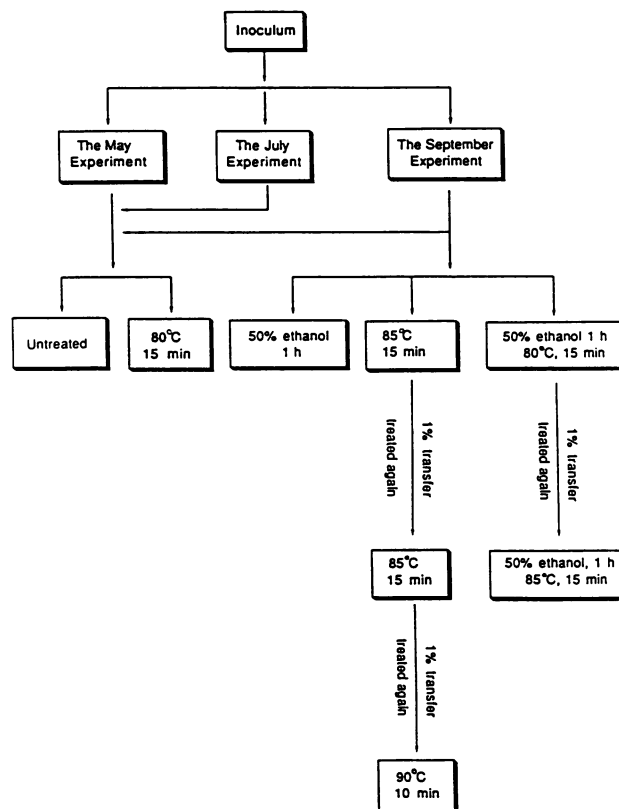 Inoculum
The May
Experiment
The July
Experiment
The September
Experiment
Untreated
80°C
15 min
50% ethanol
1 h
85°C
15 min
50% ethanol 1 h
80°C, 15 min
1% transfer
treated again
1% transfer
treated again
85°C
15 min
50% ethanol, 1 h
85°C, 15 min
1% transfer
treated again
90°C
10 min